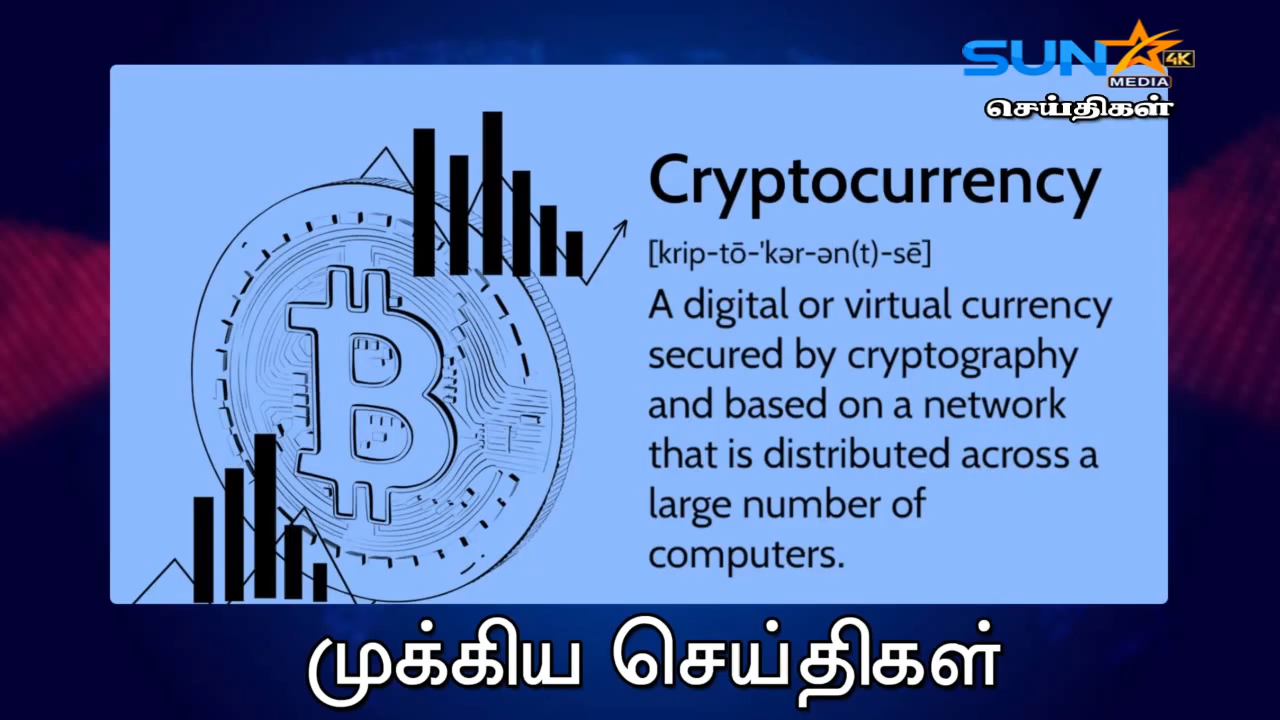 SUN
4K
MEDIA
செய்திகள்
Cryptocurrency
[krip-tō-'kər-ən(t)-sē]
A digital or virtual currency
secured by cryptography
and based on a network
that is distributed across a
large number of
computers.
முக்கிய செய்திகள்